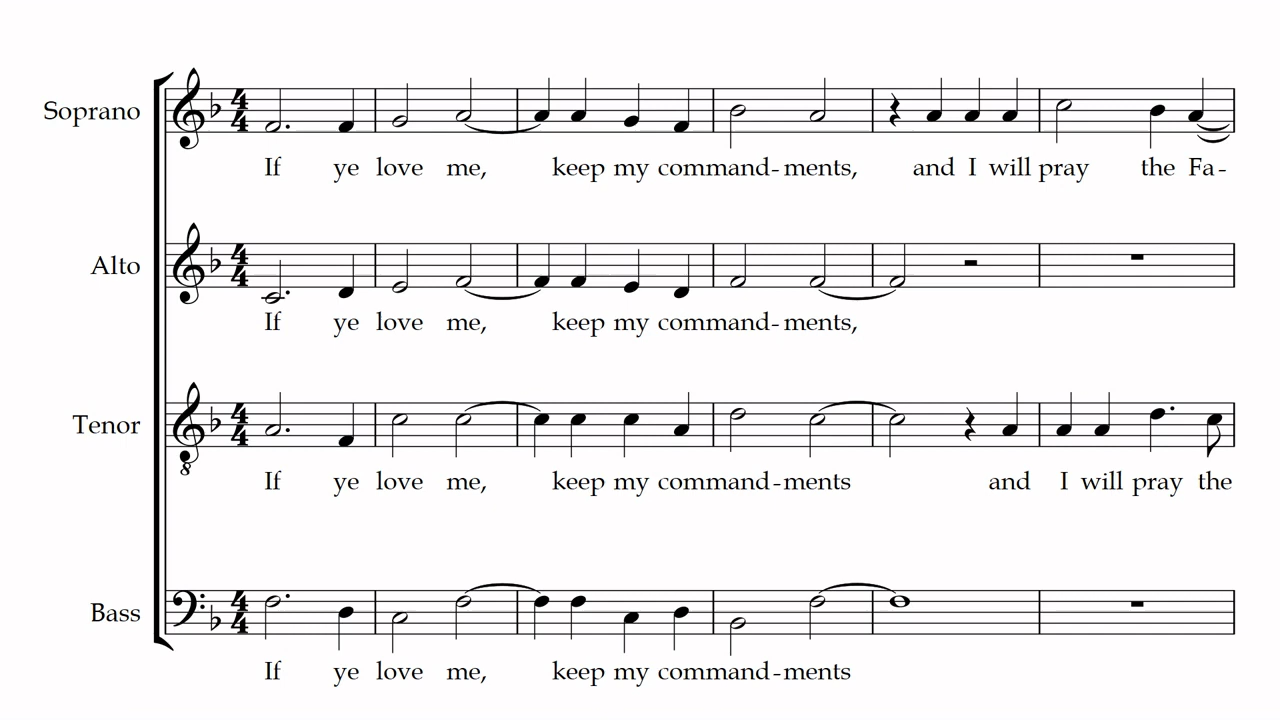 Soprano
If ye love me, keep my command-ments, and I will pray the Fa-
Alto
If ye love me, keep my command-ments,
Tenor
If ye love me, keep my command-ments and I will pray the
8
Bass
If ye love me, keep my command-ments